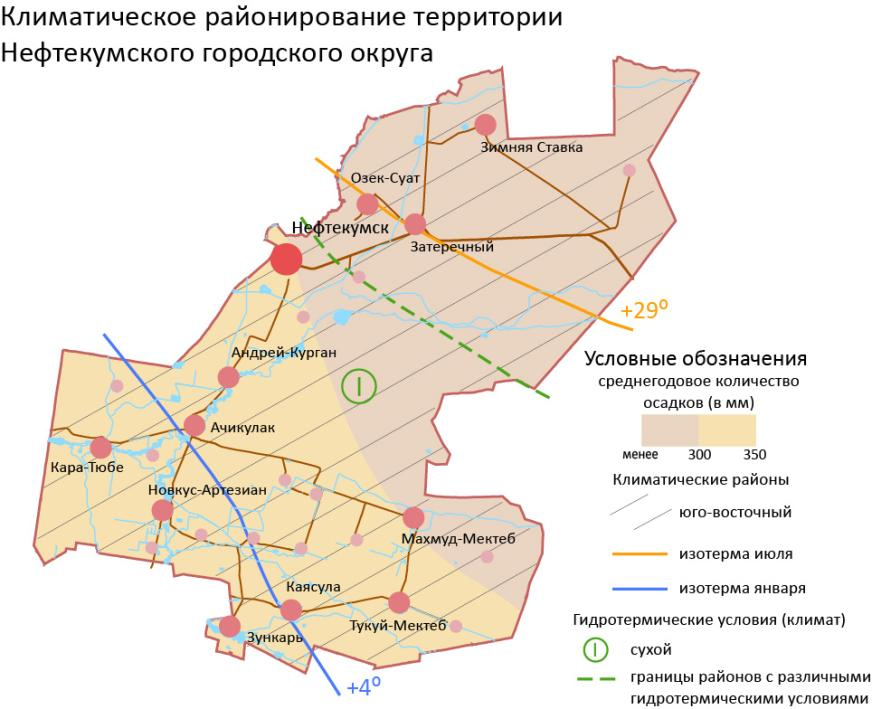 Климатическое районирование территории
Нефтекумского городского округа
Зимняя Ставка
Озек-Суат
Нефтекумск
Затеречный
+29º
Андрей-Курган
I
Ачикулак
Кара-Тюбе
Новкус-Артезиан
Махмуд-Мектеб
Каясула
Тукуй-Мектеб
Зункарь
+4º
Условные обозначения
среднегодовое количество
осадков (в мм)
менее 300 350
Климатические районы
юго-восточный
изотерма июля
изотерма января
Гидротермические условия (климат)
I сухой
границы районов с различными
гидротермическими условиями